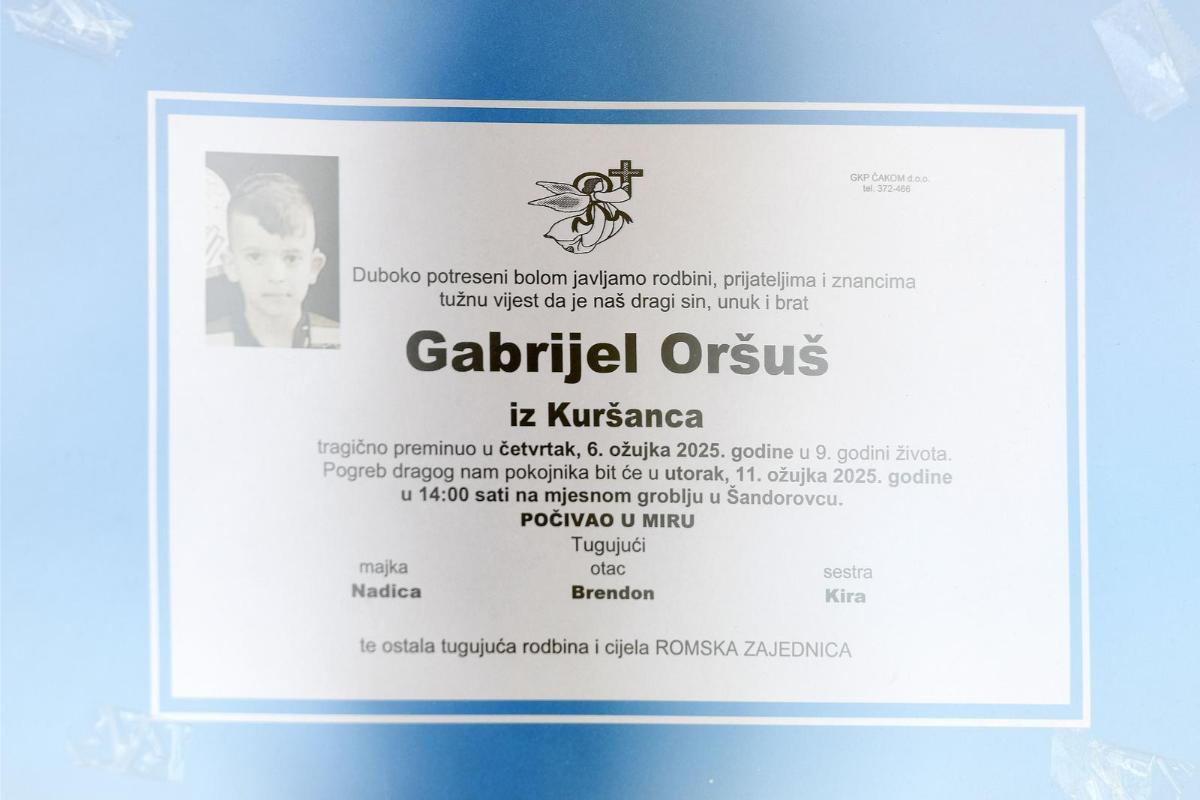 GKP ČAKOM d.o.o.
tel. 372-466
Duboko potreseni bolom javljamo rodbini, prijateljima i znancima
tužnu vijest da je naš dragi sin, unuk i brat
Gabrijel Oršuš
iz Kuršanca
tragično preminuo u četvrtak, 6. ožujka 2025. godine u 9. godini života.
Pogreb dragog nam pokojnika bit će u utorak, 11. ožujka 2025. godine
u 14:00 sati na mjesnom groblju u Šandorovcu.
POČIVAO U MIRU
Tugujući
majka otac sestra
Nadica Brendon Kira
te ostala tugujuća rodbina i cijela ROMSKA ZAJEDNICA